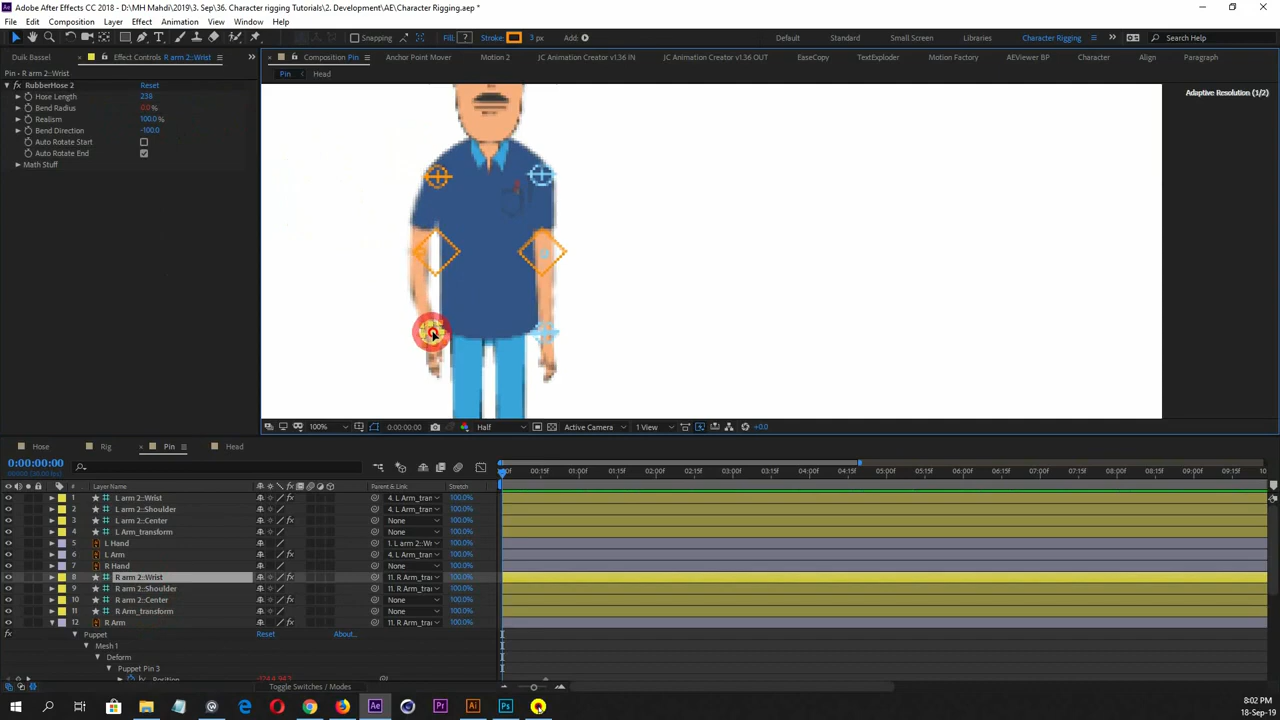 Adobe After Effects CC 2018 - D:\MH Mahdi\2019\3. Sep\36. Character rigging Tutorials\2. Development\AE\Character Rigging.aep *
File Edit Composition Layer Effect Animation View Window Help
Snapping Fill: ? Stroke: 3 px Add: Default Standard Small Screen Libraries Character Rigging Search Help
Duik Bassel Effect Controls R arm 2::Wrist Composition Pin Anchor Point Mover Motion 2 JC Animation Creator v1.36 IN JC Animation Creator v1.36 OUT EaseCopy TextExploder Motion Factory AEViewer BP Character Align Paragraph
Pin • R arm 2::Wrist Pin Head
fx RubberHose 2 Reset
Hose Length 238
Bend Radius 0.0 %
Realism 100.0 %
Bend Direction -100.0
Auto Rotate Start
Auto Rotate End
Math Stuff
Adaptive Resolution (1/2)
100% 0:00:00:00 Half Active Camera 1 View +0.0
Hose Rig Pin Head
0:00:00:00
# Layer Name Parent & Link Stretch
00f 00:15f 01:00f 01:15f 02:00f 02:15f 03:00f 03:15f 04:00f 04:15f 05:00f 05:15f 06:00f 06:15f 07:00f 07:15f 08:00f 08:15f 09:00f 09:15f 10
1 L arm 2::Wrist 4. L Arm_tran 100.0%
2 L arm 2::Shoulder 4. L Arm_tran 100.0%
3 L arm 2::Center None 100.0%
4 L Arm_transform None 100.0%
5 L Hand 1. L arm 2::Wr 100.0%
6 L Arm 4. L Arm_tran 100.0%
7 R Hand None 100.0%
8 R arm 2::Wrist 11. R Arm_trai 100.0%
9 R arm 2::Shoulder 11. R Arm_trai 100.0%
10 R arm 2::Center None 100.0%
11 R Arm_transform None 100.0%
12 R Arm 11. R Arm_trai 100.0%
Puppet Reset About...
Mesh 1
Deform
Puppet Pin 3
Position
Toggle Switches / Modes
8:02 PM
18-Sep-19